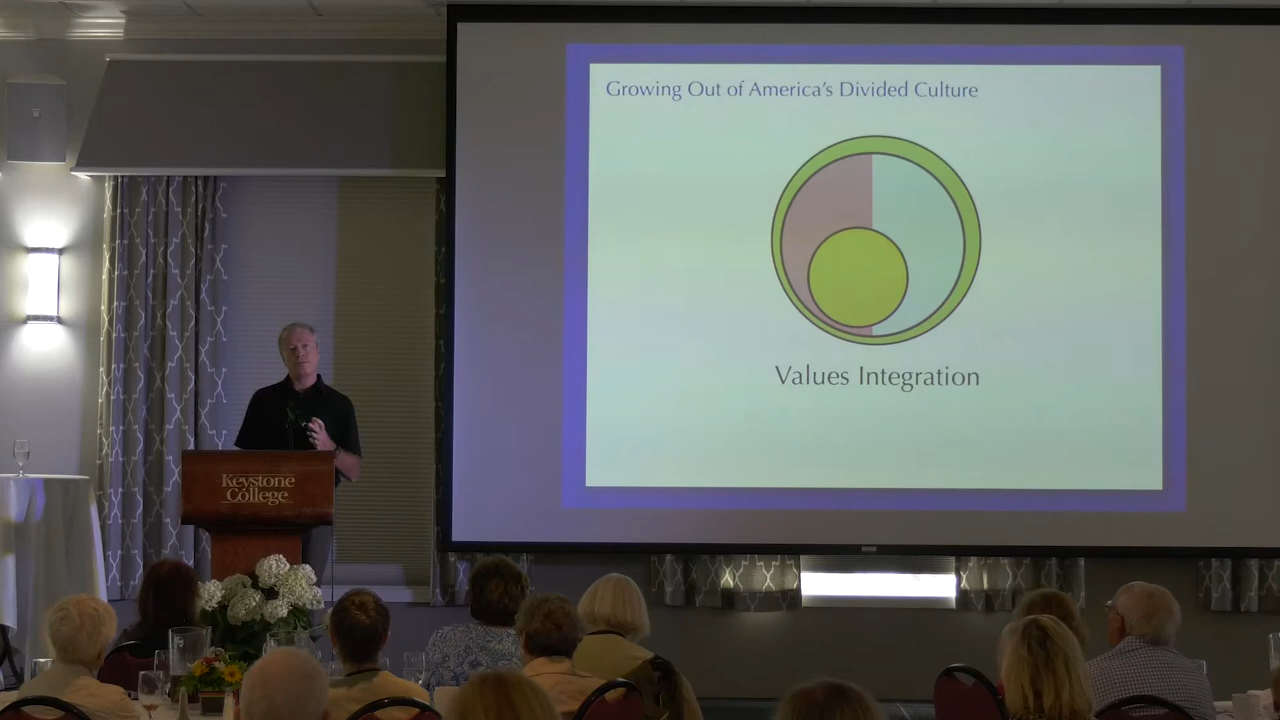 Growing Out of America's Divided Culture
Values Integration
Keystone
College